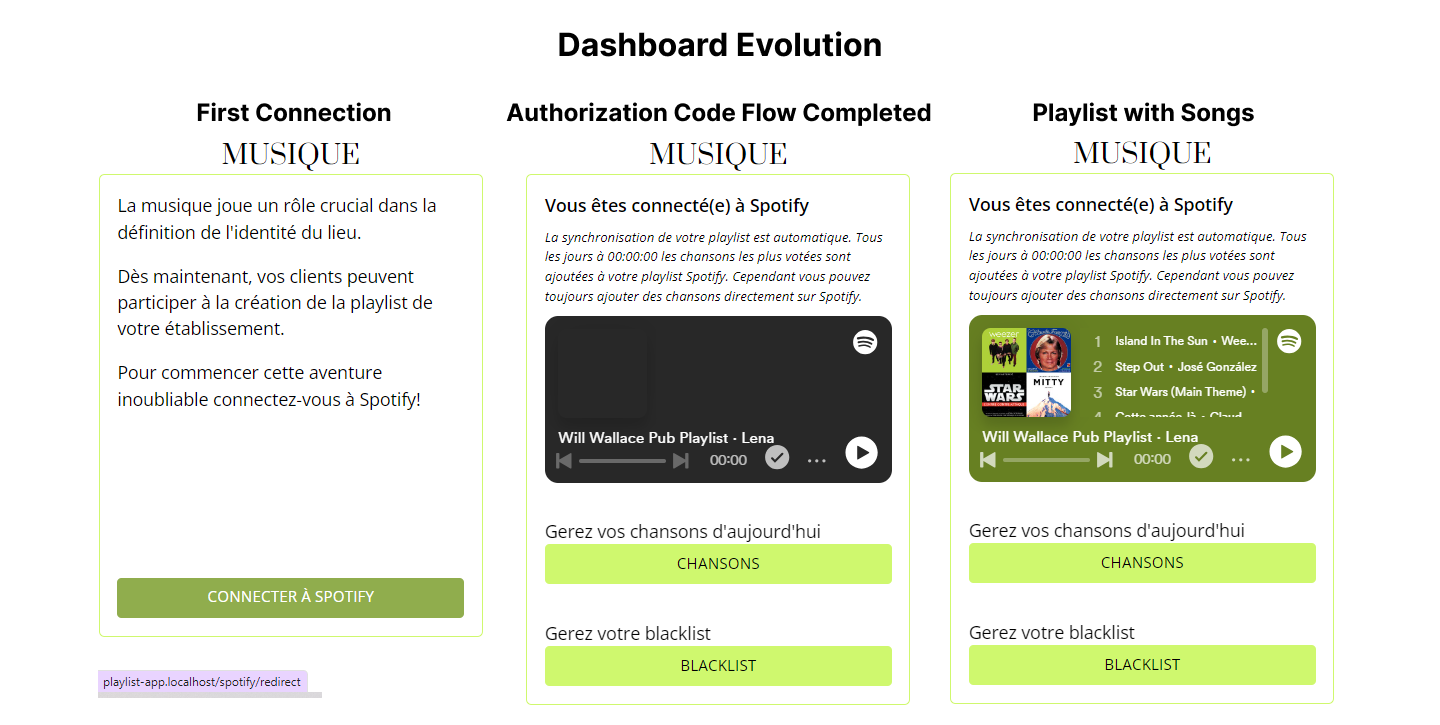 Dashboard Evolution
First Connection
MUSIQUE
La musique joue un rôle crucial dans la
définition de l'identité du lieu.
Dès maintenant, vos clients peuvent
participer à la création de la playlist de
votre établissement.
Pour commencer cette aventure
inoubliable connectez-vous à Spotify!
CONNECTER À SPOTIFY
playlist-app.localhost/spotify/redirect
Authorization Code Flow Completed
MUSIQUE
Vous êtes connecté(e) à Spotify
La synchronisation de votre playlist est automatique. Tous
les jours à 00:00:00 les chansons les plus votées sont
ajoutées à votre playlist Spotify. Cependant vous pouvez
toujours ajouter des chansons directement sur Spotify.
Will Wallace Pub Playlist · Lena
00:00
Gerez vos chansons d'aujourd'hui
CHANSONS
Gerez votre blacklist
BLACKLIST
Playlist with Songs
MUSIQUE
Vous êtes connecté(e) à Spotify
La synchronisation de votre playlist est automatique. Tous
les jours à 00:00:00 les chansons les plus votées sont
ajoutées à votre playlist Spotify. Cependant vous pouvez
toujours ajouter des chansons directement sur Spotify.
weezer
STAR
WARS
MITTY
1 Island In The Sun • Wee...
2 Step Out • José González
3 Star Wars (Main Theme) •
4 Cette année-là • Claud
Will Wallace Pub Playlist · Lena
00:00
Gerez vos chansons d'aujourd'hui
CHANSONS
Gerez votre blacklist
BLACKLIST